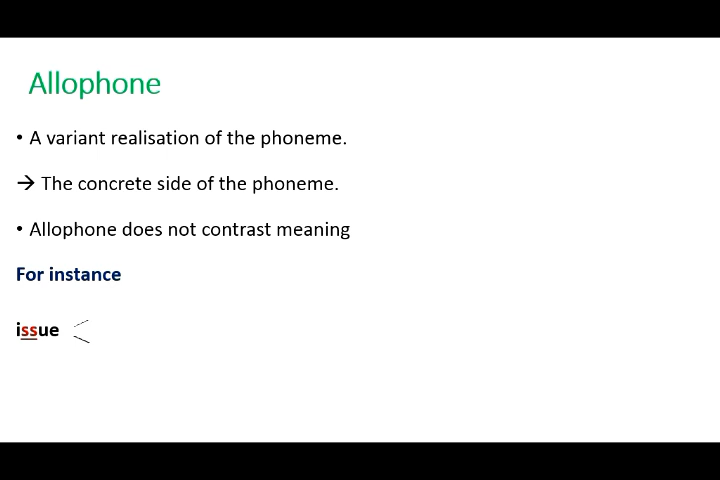 Allophone
• A variant realisation of the phoneme.
→ The concrete side of the phoneme.
• Allophone does not contrast meaning
For instance
issue